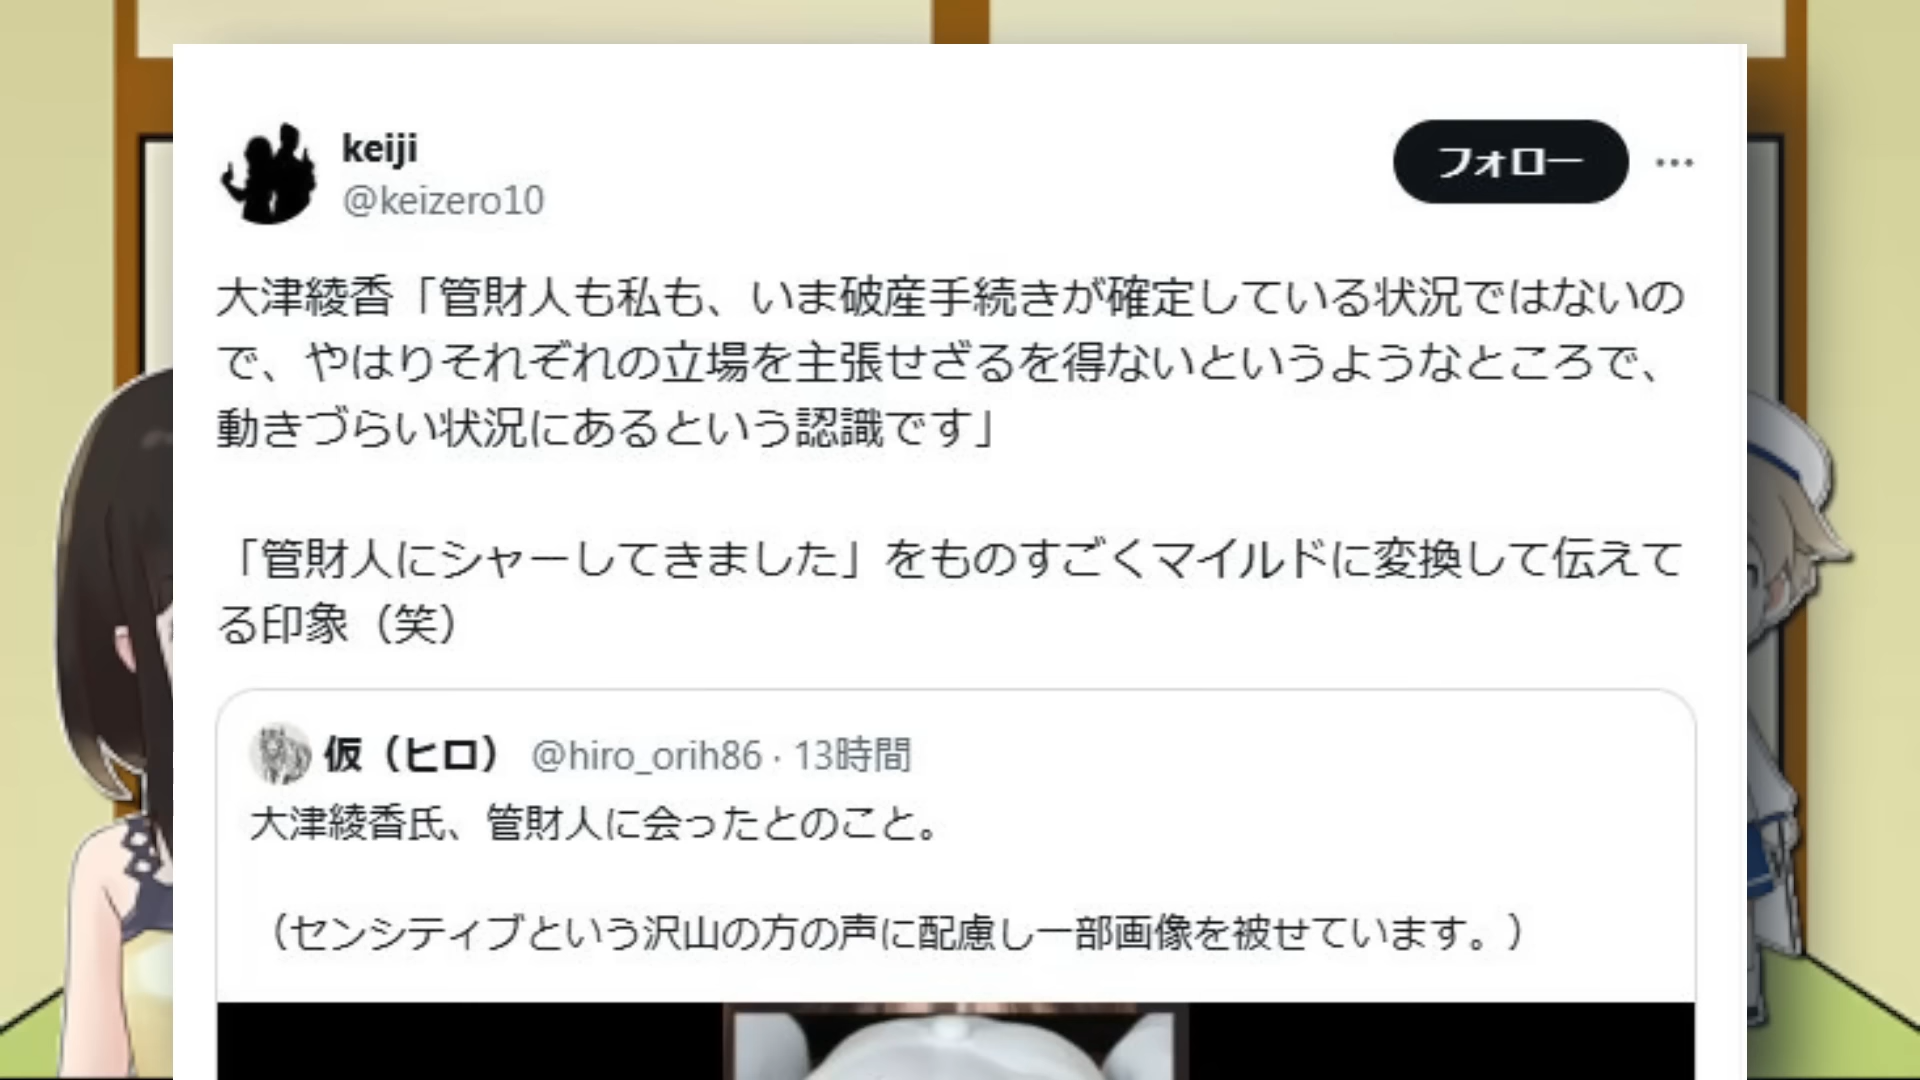 keiji
@keizero10
フォロー
大津綾香「管財人も私も、いま破産手続きが確定している状況ではないの
で、やはりそれぞれの立場を主張せざるを得ないというようなところで、
動きづらい状況にあるという認識です」
「管財人にシャーしてきました」をものすごくマイルドに変換して伝えて
る印象（笑）
仮（ヒロ） @hiro_orih86 · 13時間
大津綾香氏、管財人に会ったとのこと。
（センシティブという沢山の方の声に配慮し一部画像を被せています。）